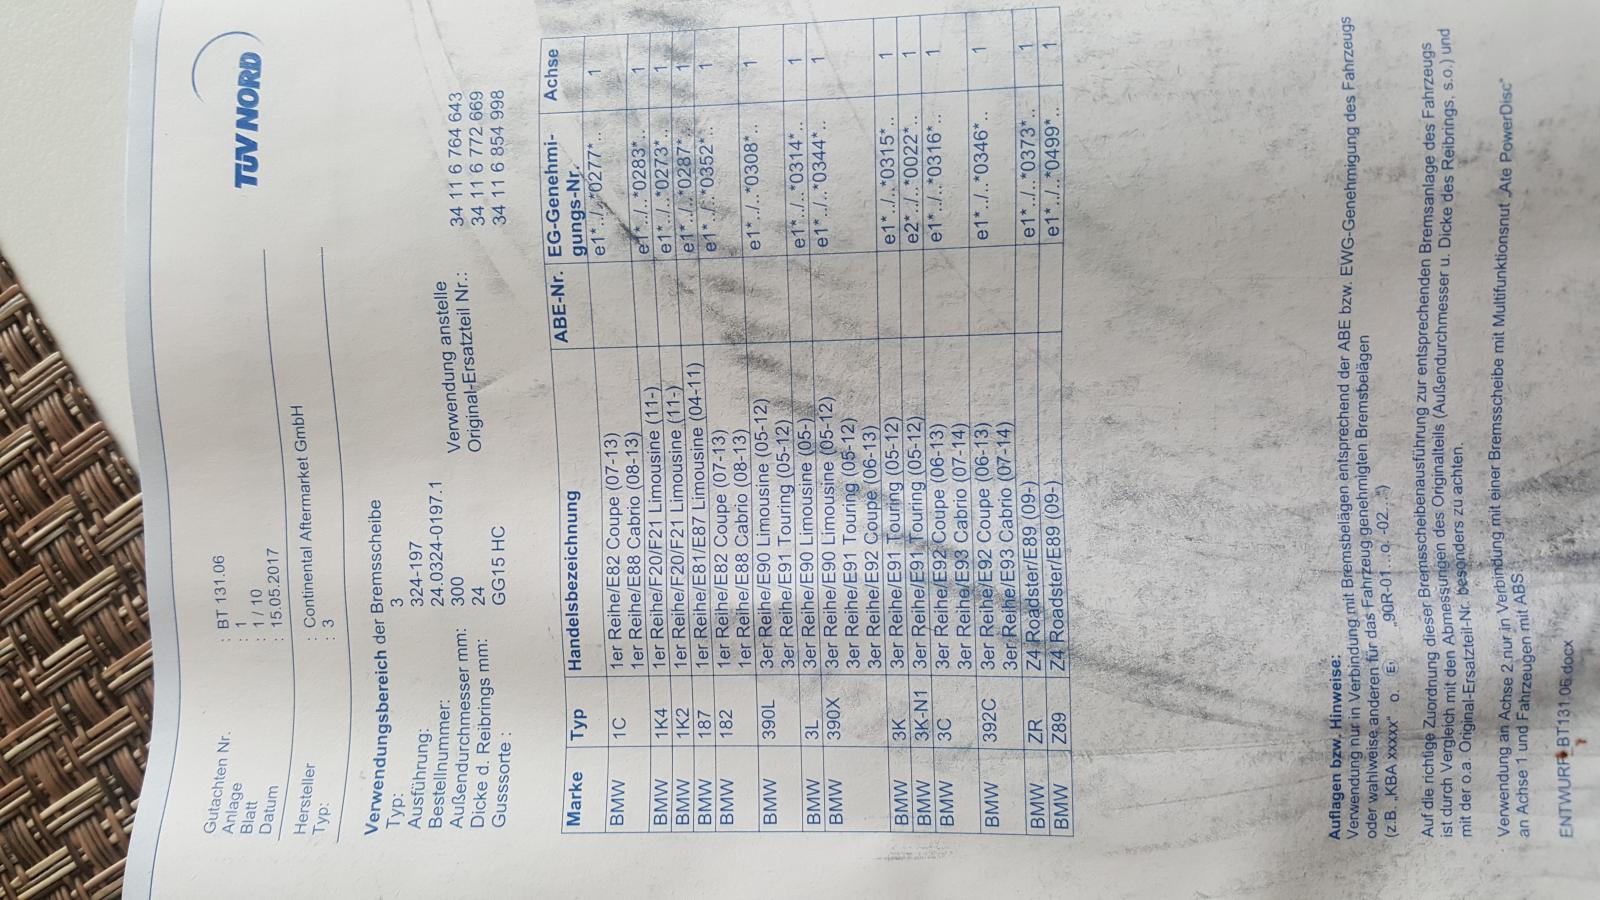 TÜV NORD
Gutachten Nr. : BT 131.06
Anlage : 1
Blatt : 1 / 10
Datum : 15.05.2017
Hersteller : Continental Aftermarket GmbH
Typ: : 3
Verwendungsbereich der Bremsscheibe
Typ: 3
Ausführung: 324-197
Bestellnummer: 24.0324-0197.1 Verwendung anstelle 34 11 6 764 643
Außendurchmesser mm: 300 Original-Ersatzteil Nr.: 34 11 6 772 669
Dicke d. Reibrings mm: 24 34 11 6 854 998
Gusssorte : GG15 HC
Marke Typ Handelsbezeichnung ABE-Nr. EG-Genehmi-gungs-Nr. Achse
BMW 1C 1er Reihe/E82 Coupe (07-13) e1*../..*0277*.. 1
1er Reihe/E88 Cabrio (08-13)
BMW 1K4 1er Reihe/F20/F21 Limousine (11-) e1*../..*0283*.. 1
BMW 1K2 1er Reihe/F20/F21 Limousine (11-) e1*../..*0273*.. 1
BMW 187 1er Reihe/E81/E87 Limousine (04-11) e1*../..*0287*.. 1
BMW 182 1er Reihe/E82 Coupe (07-13) e1*../..*0352*.. 1
1er Reihe/E88 Cabrio (08-13)
BMW 390L 3er Reihe/E90 Limousine (05-12) e1*../..*0308*.. 1
3er Reihe/E91 Touring (05-12)
BMW 3L 3er Reihe/E90 Limousine (05-) e1*../..*0314*.. 1
BMW 390X 3er Reihe/E90 Limousine (05-12) e1*../..*0344*.. 1
3er Reihe/E91 Touring (05-12)
3er Reihe/E92 Coupe (06-13)
BMW 3K 3er Reihe/E91 Touring (05-12) e1*../..*0315*.. 1
BMW 3K-N1 3er Reihe/E91 Touring (05-12) e2*../..*0022*.. 1
BMW 3C 3er Reihe/E92 Coupe (06-13) e1*../..*0316*.. 1
3er Reihe/E93 Cabrio (07-14)
BMW 392C 3er Reihe/E92 Coupe (06-13) e1*../..*0346*.. 1
3er Reihe/E93 Cabrio (07-14)
BMW ZR Z4 Roadster/E89 (09-) e1*../..*0373*.. 1
BMW Z89 Z4 Roadster/E89 (09-) e1*../..*0499*.. 1
Auflagen bzw. Hinweise:
Verwendung nur in Verbindung mit Bremsbelägen entsprechend der ABE bzw. EWG-Genehmigung des Fahrzeugs
oder wahlweise anderen für das Fahrzeug genehmigten Bremsbelägen
(z.B. „KBA xxxxx“ o. E1 „90R-01…o. -02…“)
Auf die richtige Zuordnung dieser Bremsscheibenausführung zur entsprechenden Bremsanlage des Fahrzeugs
ist durch Vergleich mit den Abmessungen des Originalteils (Außendurchmesser u. Dicke des Reibrings, s.o.) und
mit der o.a. Original-Ersatzteil-Nr. besonders zu achten.
Verwendung an Achse 2 nur in Verbindung mit einer Bremsscheibe mit Multifunktionsnut „Ate PowerDisc“
an Achse 1 und Fahrzeugen mit ABS
ENTWURF BT131.06.docx